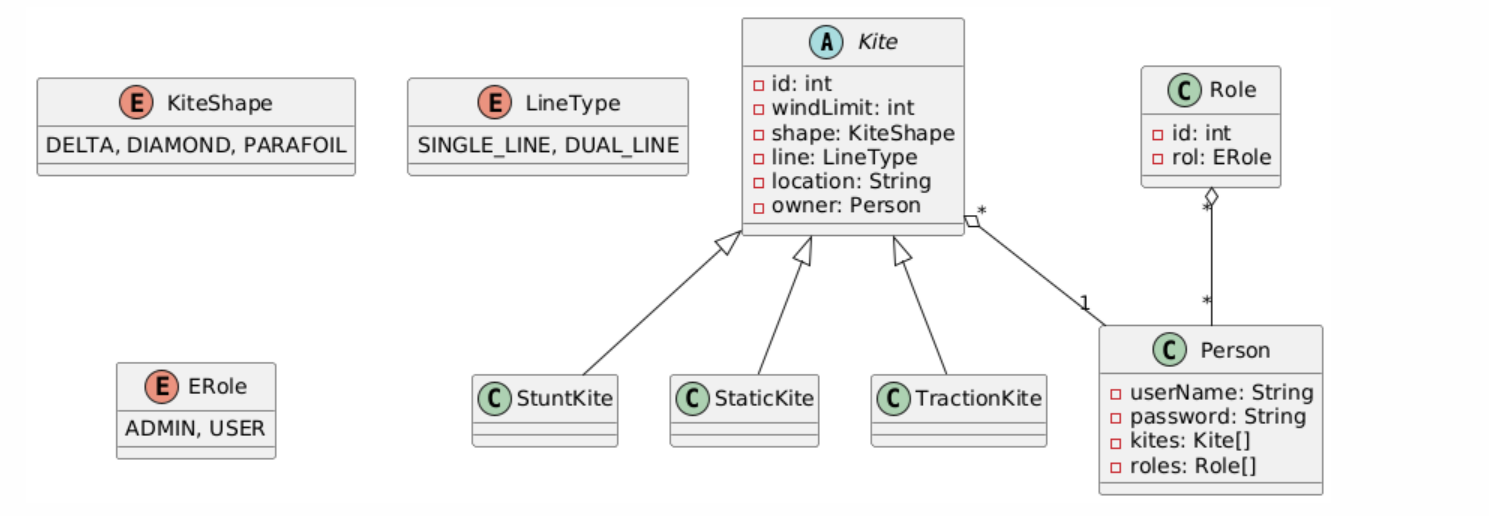 E KiteShape
DELTA, DIAMOND, PARAFOIL
E LineType
SINGLE_LINE, DUAL_LINE
A Kite
id: int
windLimit: int
shape: KiteShape
line: LineType
location: String
owner: Person
C Role
id: int
rol: ERole
*
*
1
*
E ERole
ADMIN, USER
C StuntKite
C StaticKite
C TractionKite
C Person
userName: String
password: String
kites: Kite[]
roles: Role[]